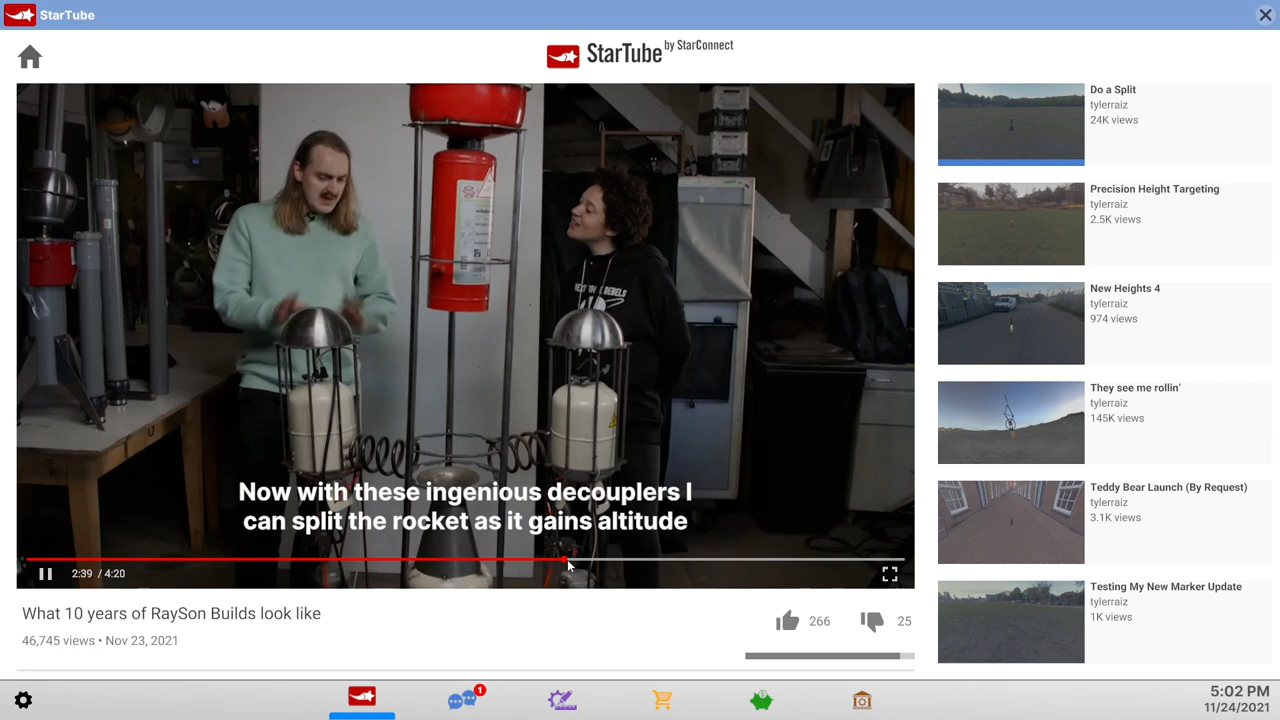 StarTube
StarTube by StarConnect
Now with these ingenious decouplers I
can split the rocket as it gains altitude
2:39 / 4:20
What 10 years of RaySon Builds look like
46,745 views • Nov 23, 2021
266
25
Do a Split
tylerraiz
24K views
Precision Height Targeting
tylerraiz
2.5K views
New Heights 4
tylerraiz
974 views
They see me rollin’
tylerraiz
145K views
Teddy Bear Launch (By Request)
tylerraiz
3.1K views
Testing My New Marker Update
tylerraiz
1K views
1
5:02 PM
11/24/2021